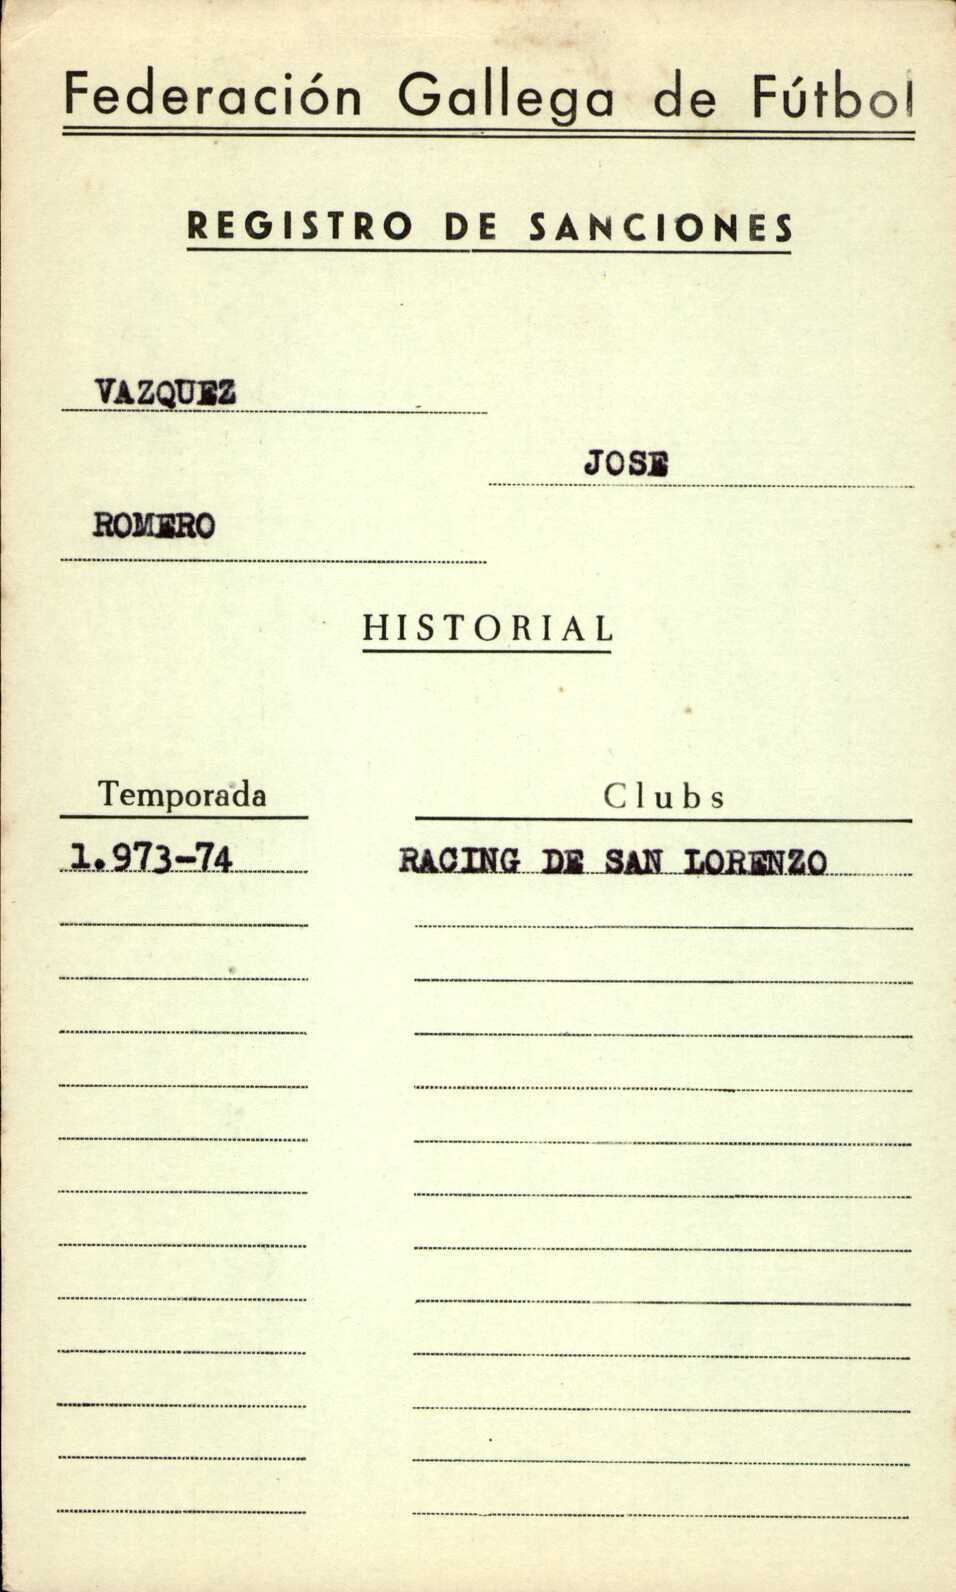 Federación Gallega de Fútbol
REGISTRO DE SANCIONES
VAZQUEZ
JOSE
ROMERO
HISTORIAL
Temporada Clubs
1.973-74 RACING DE SAN LORENZO